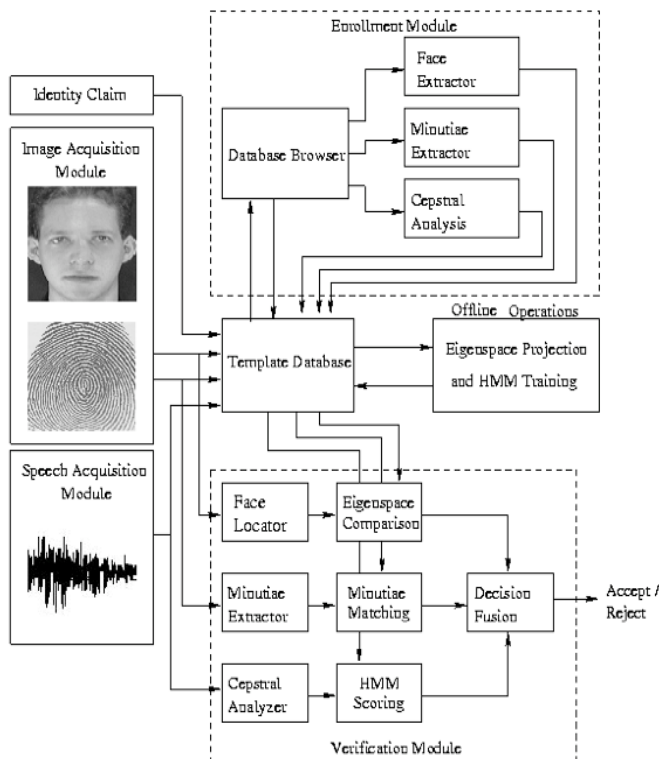 Enrollment Module
Face
Extractor
Identity Claim
Image Acquisition
Module
Database Browser
Minutiae
Extractor
Cepstral
Analysis
Offline Operations
Template Database
Eigenspace Projection
and HMM Training
Speech Acquisition
Module
Face
Locator
Eigenspace
Comparison
Minutiae
Extractor
Minutiae
Matching
Decision
Fusion
Accept /
Reject
Cepstral
Analyzer
HMM
Scoring
Verification Module